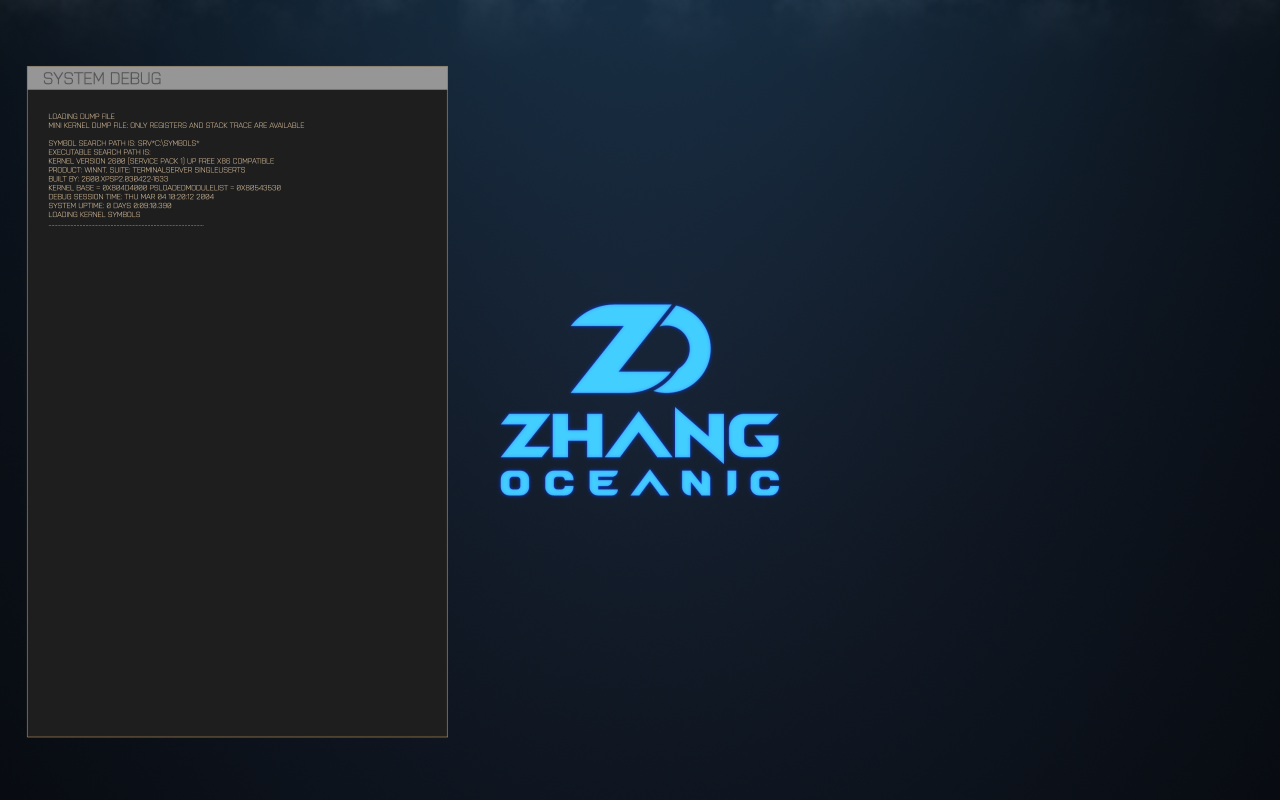 SYSTEM DEBUG
LOADING DUMP FILE
MINI KERNEL DUMP FILE: ONLY REGISTERS AND STACK TRACE ARE AVAILABLE
SYMBOL SEARCH PATH IS: SRV*C:\SYMBOLS*
EXECUTABLE SEARCH PATH IS:
KERNEL VERSION 2600 (SERVICE PACK 1) UP FREE X86 COMPATIBLE
PRODUCT: WINNT, SUITE: TERMINALSERVER SINGLEUSERTS
BUILT BY: 2600.XPSP2.030422-1633
KERNEL BASE = 0X804D4000 PSLOADEDMODULELIST = 0X80543530
DEBUG SESSION TIME: THU MAR 04 10:20:12 2004
SYSTEM UPTIME: 0 DAYS 0:09:10.390
LOADING KERNEL SYMBOLS
ZO
ZHANG
OCEANIC